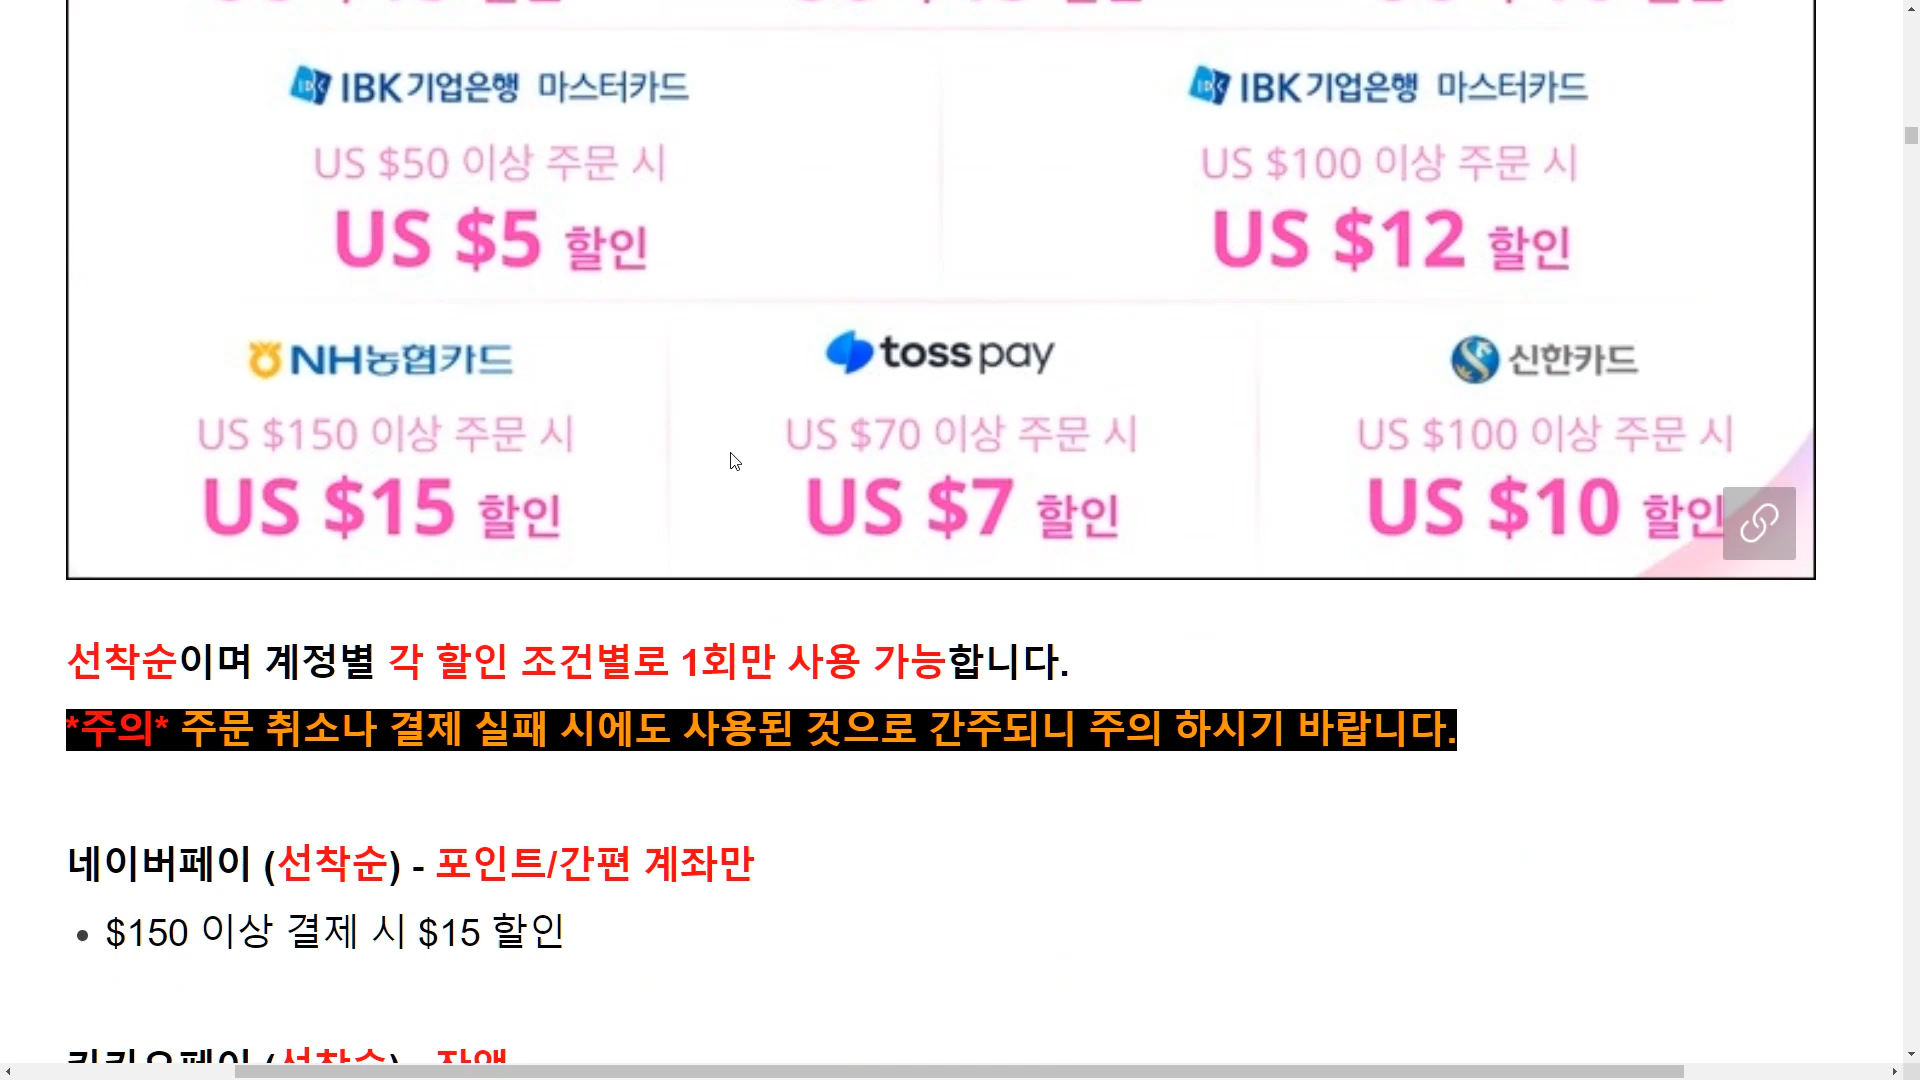 IBK기업은행 마스터카드
US $50 이상 주문 시
US $5 할인
IBK기업은행 마스터카드
US $100 이상 주문 시
US $12 할인
NH농협카드
US $150 이상 주문 시
US $15 할인
toss pay
US $70 이상 주문 시
US $7 할인
신한카드
US $100 이상 주문 시
US $10 할인
선착순이며 계정별 각 할인 조건별로 1회만 사용 가능합니다.
*주의* 주문 취소나 결제 실패 시에도 사용된 것으로 간주되니 주의 하시기 바랍니다.
네이버페이 (선착순) - 포인트/간편 계좌만
• $150 이상 결제 시 $15 할인